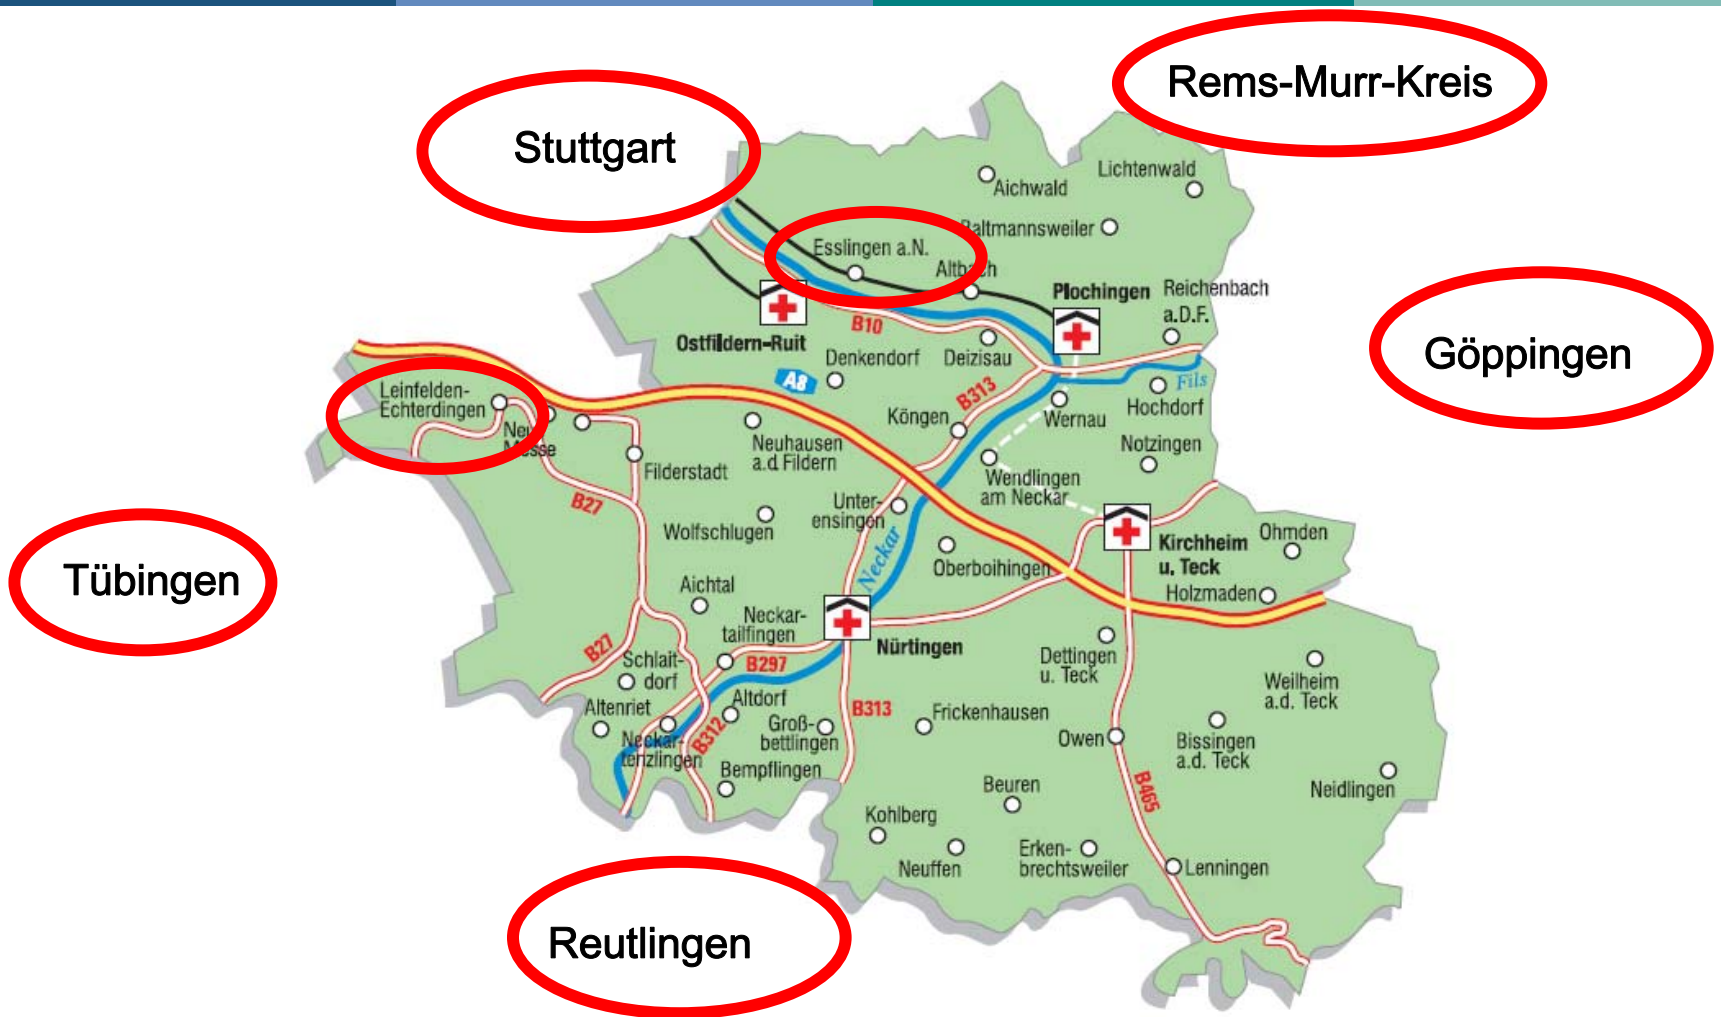 Rems-Murr-Kreis
Stuttgart
Lichtenwald
Aichwald
Baltmannsweiler
Esslingen a.N.
Altbach
Plochingen
Reichenbach
a.D.F.
B10
Ostfildern-Ruit
Denkendorf
Deizisau
Göppingen
A8
Fils
Leinfelden-
Echterdingen
B313
Hochdorf
Köngen
Wernau
Neue
Messe
Neuhausen
a.d Fildern
Notzingen
Filderstadt
Wendlingen
am Neckar
B27
Unter-
ensingen
Wolfschlugen
Neckar
Ohmden
Kirchheim
u. Teck
Oberboihingen
Tübingen
Aichtal
Holzmaden
Neckar-
tailfingen
B27
Nürtingen
Schlait-
dorf
B297
Dettingen
u. Teck
Weilheim
a.d. Teck
Altdorf
Altenriet
B313
Frickenhausen
Groß-
bettlingen
Neckar-
tenzlingen
B312
Owen
Bissingen
a.d. Teck
Bempflingen
Beuren
B465
Neidlingen
Kohlberg
Erken-
brechtsweiler
Neuffen
Lenningen
Reutlingen